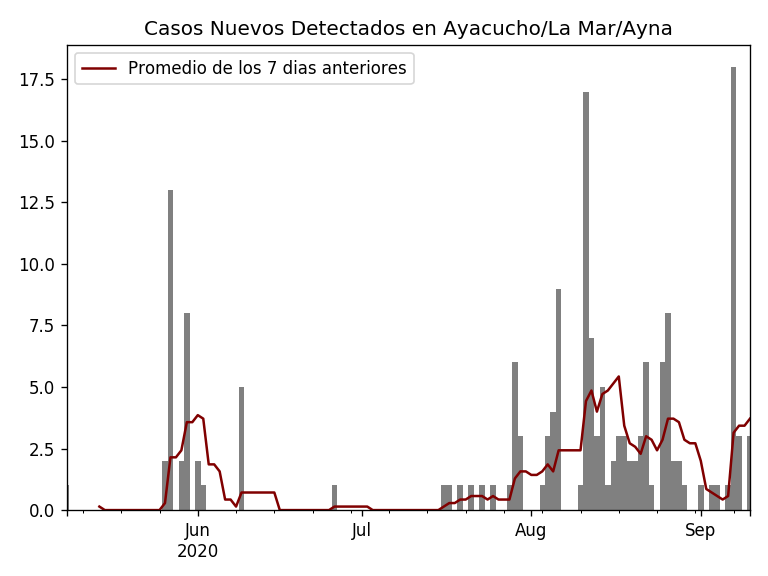 Casos Nuevos Detectados en Ayacucho/La Mar/Ayna
Promedio de los 7 dias anteriores
17.5
15.0
12.5
10.0
7.5
5.0
2.5
0.0
Jun
2020
Jul
Aug
Sep